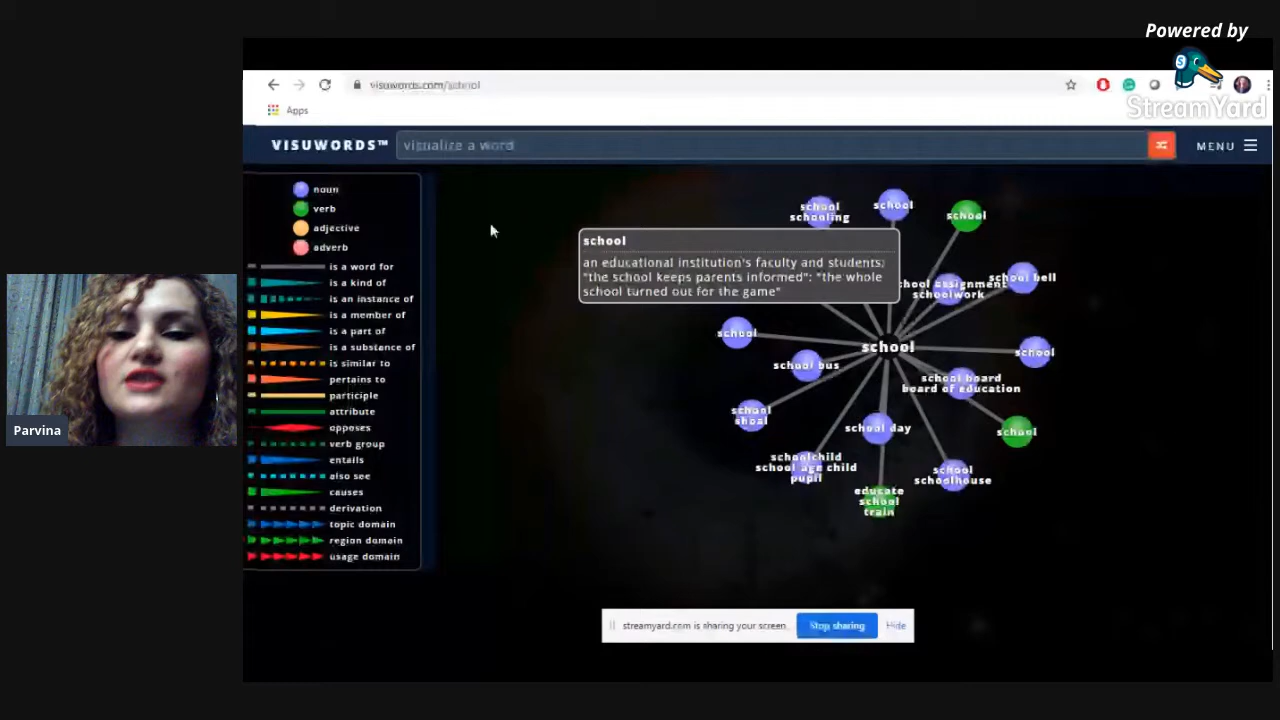 Powered by
StreamYard
visuwords.com/school
Apps
VISUWORDS™
visualize a word
MENU
noun
verb
adjective
adverb
is a word for
is a kind of
is an instance of
is a member of
is a part of
is a substance of
is similar to
pertains to
participle
attribute
opposes
verb group
entails
also see
causes
derivation
topic domain
region domain
usage domain
school
schooling
school
school
school
an educational institution's faculty and students;
"the school keeps parents informed"; "the whole
school turned out for the game"
school bell
school assignment
schoolwork
school
school
school
school bus
school board
board of education
school
shoal
school day
school
schoolchild
school age child
pupil
school
schoolhouse
educate
school
train
Parvina
streamyard.com is sharing your screen.
Stop sharing
Hide